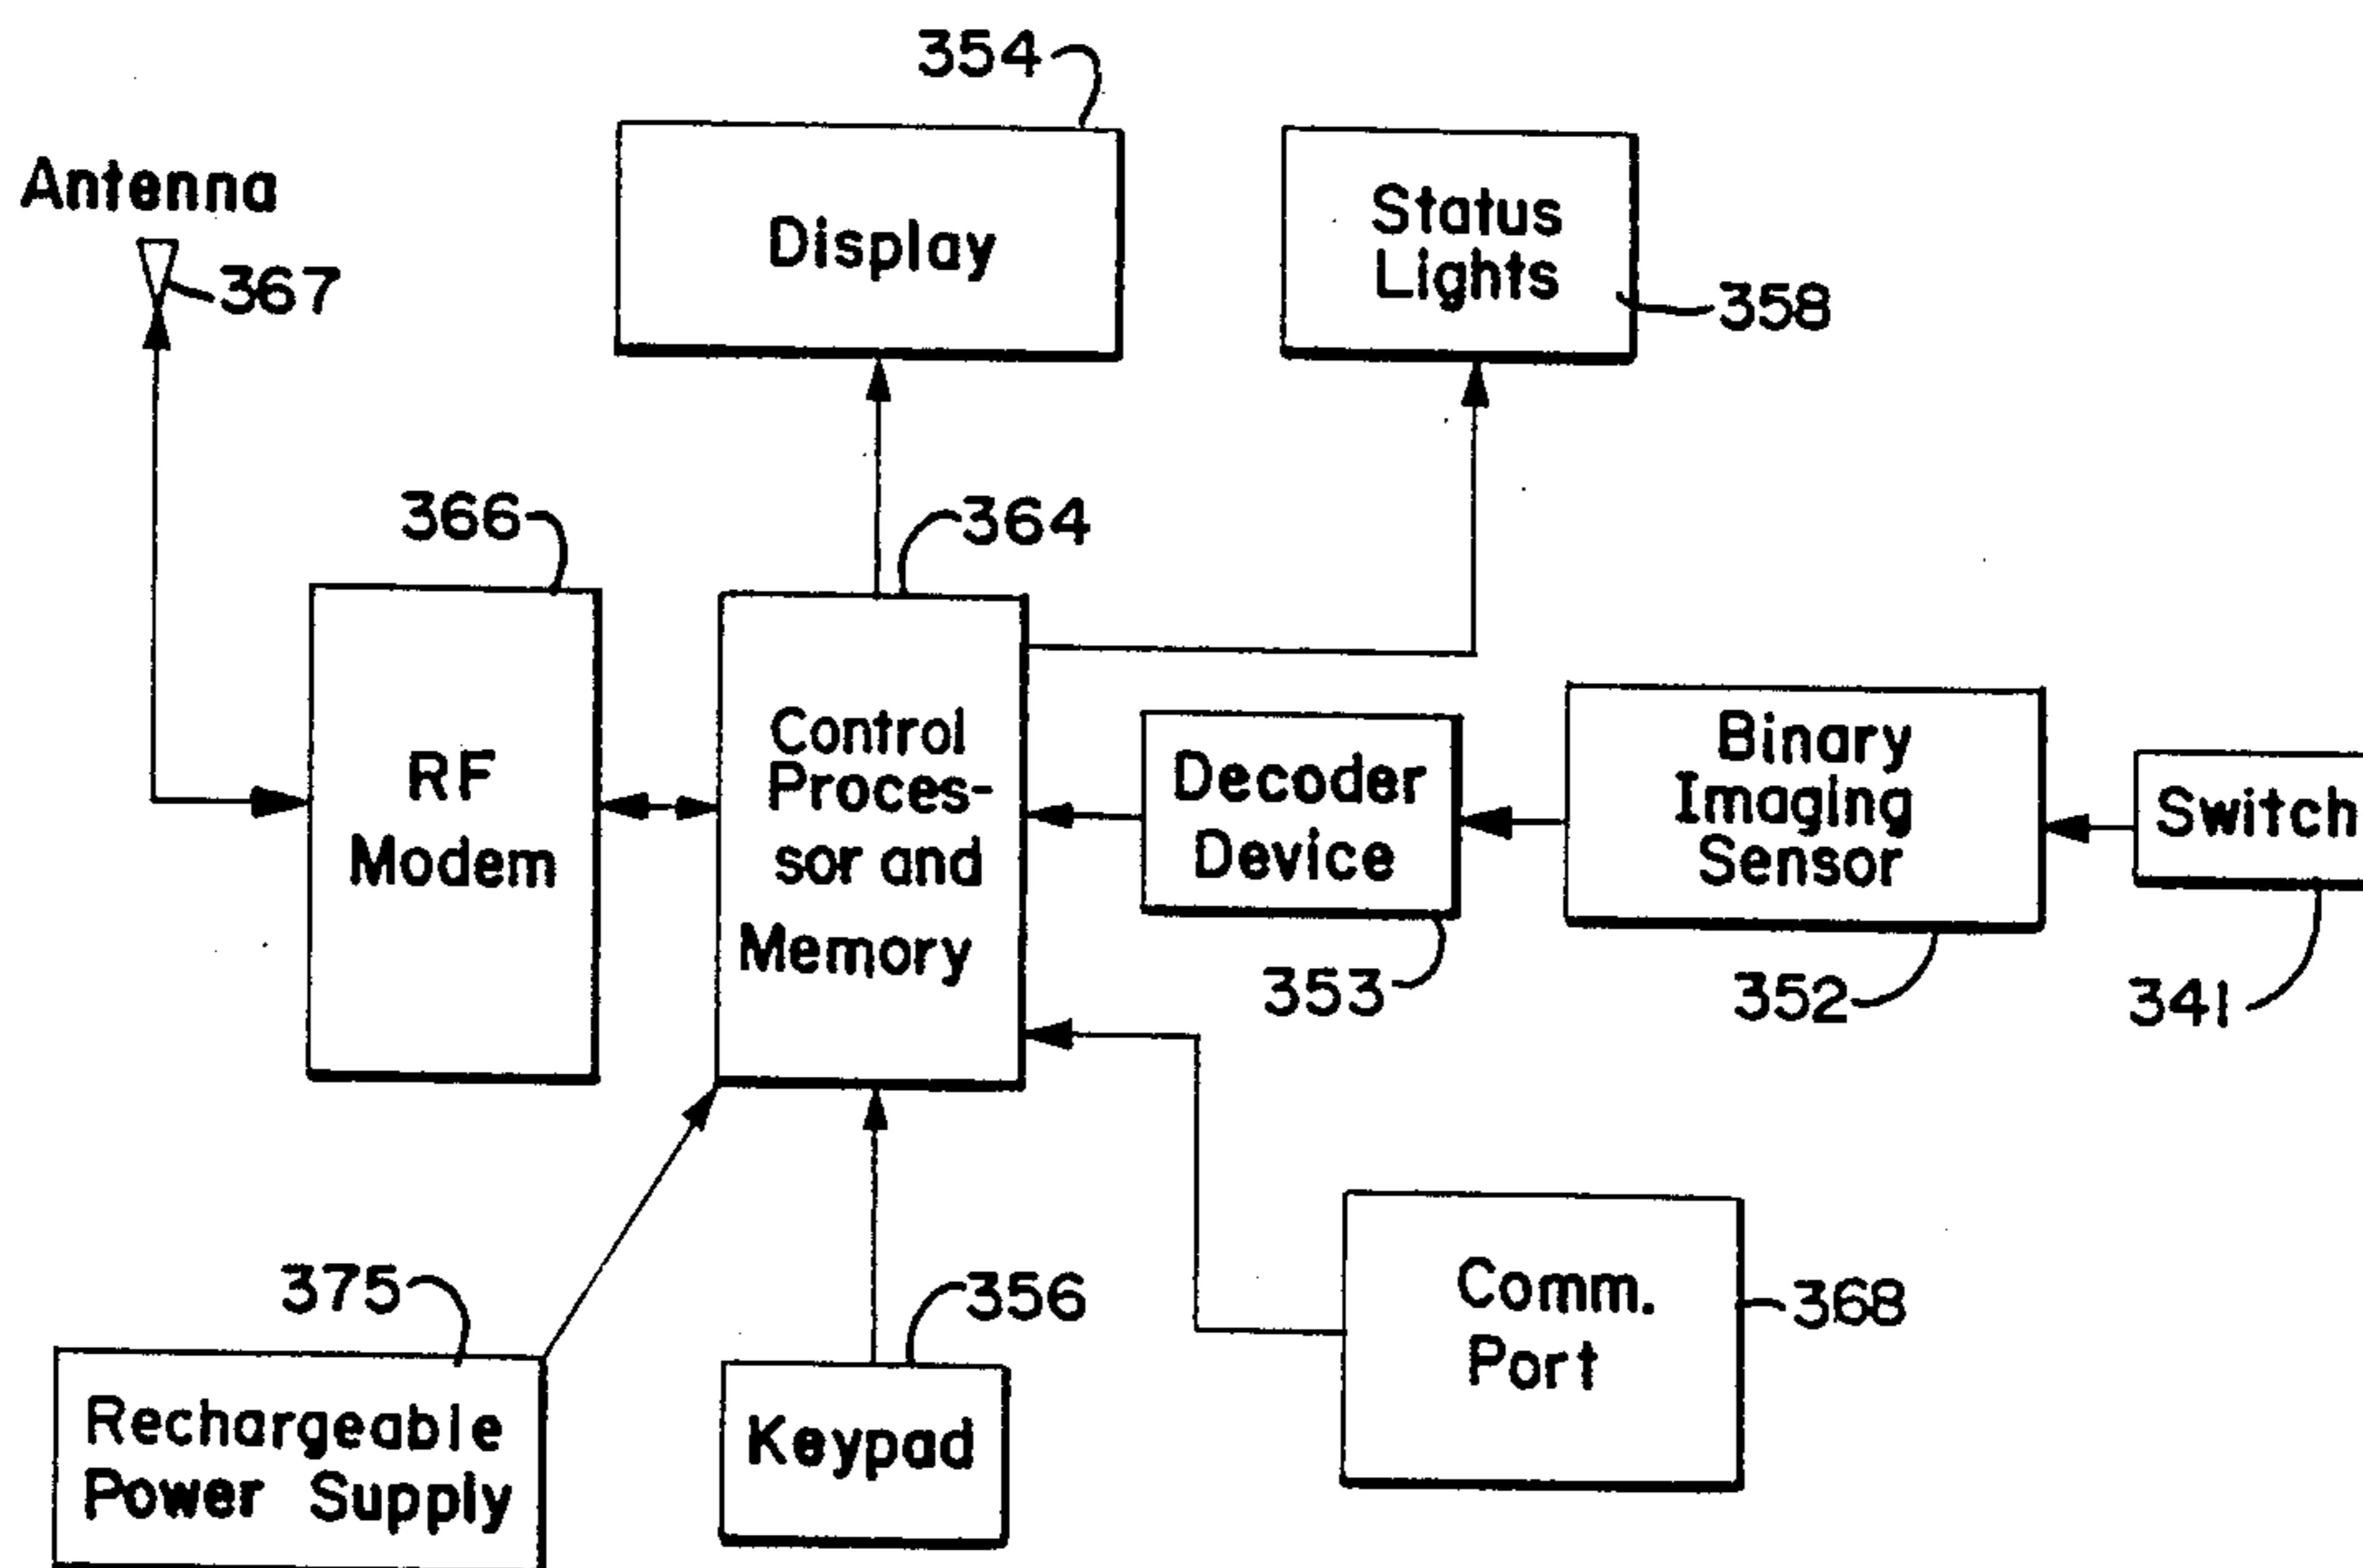 354
Antenna
367
Display
Status
Lights
358
366
364
RF
Modem
Control
Proces-
sor and
Memory
Decoder
Device
353
Binary
Imaging
Sensor
352
Switch
341
375
Rechargeable
Power Supply
356
Keypad
Comm.
Port
368